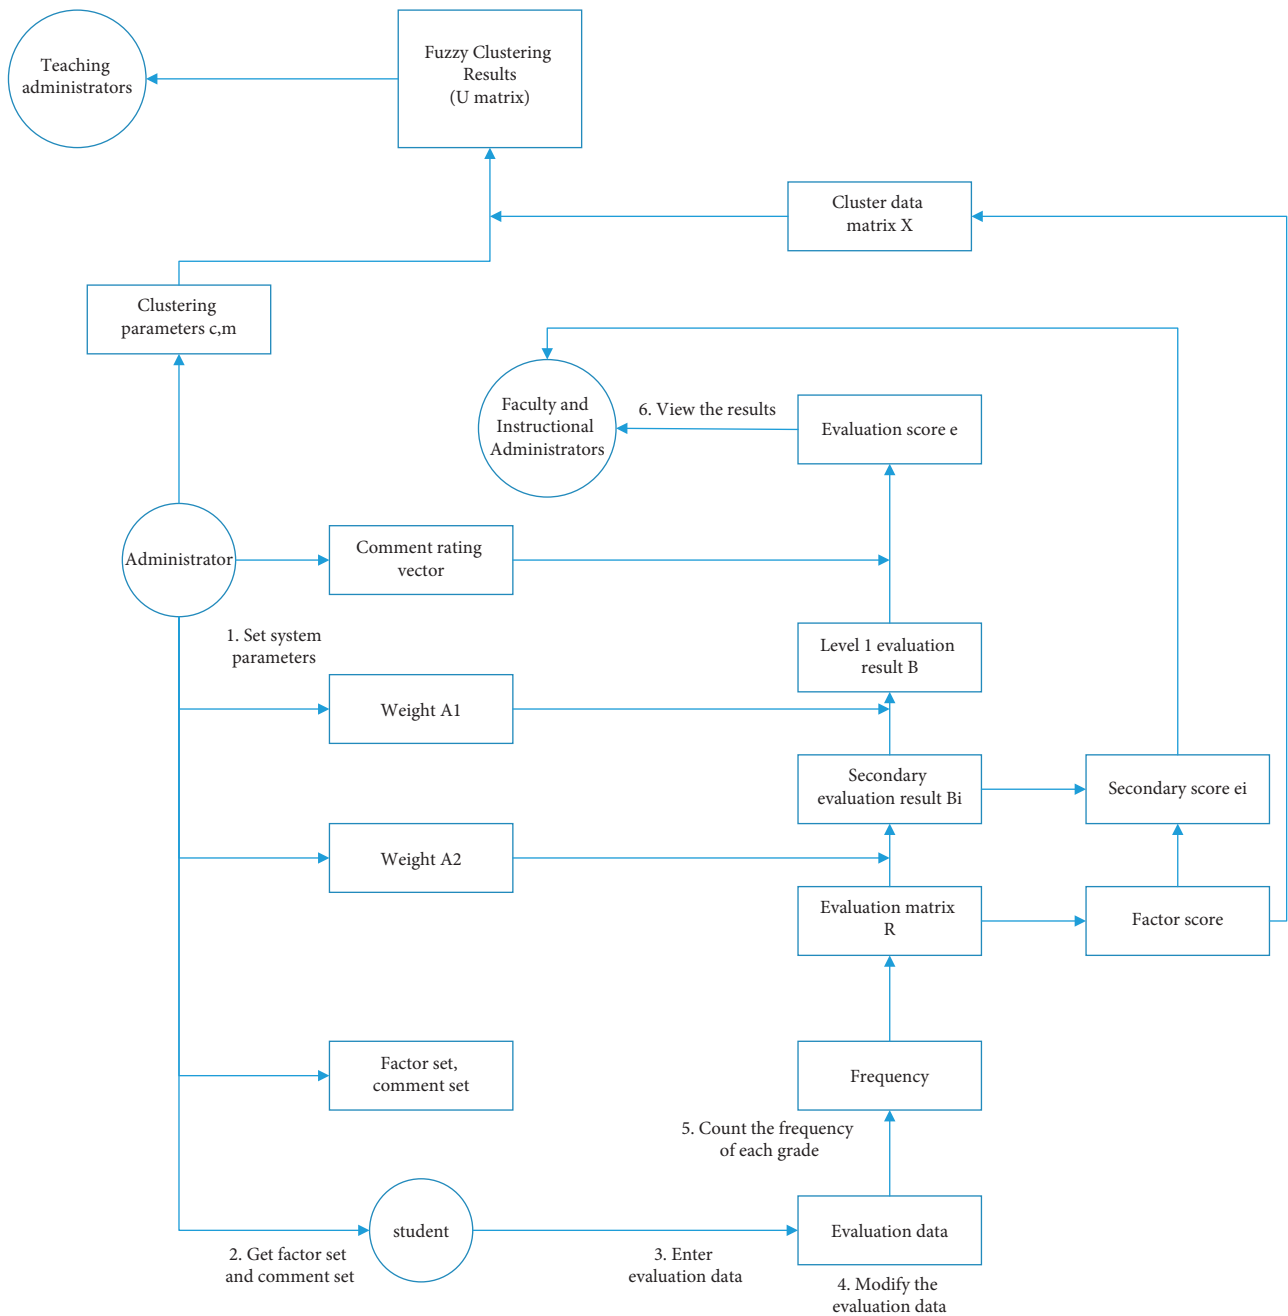 Teaching
administrators
Fuzzy Clustering
Results
(U matrix)
Cluster data
matrix X
Clustering
parameters c,m
Faculty and
Instructional
Administrators
6. View the results
Evaluation score e
Administrator
Comment rating
vector
1. Set system
parameters
Level 1 evaluation
result B
Weight A1
Secondary
evaluation result Bi
Secondary score ei
Weight A2
Evaluation matrix
R
Factor score
Factor set,
comment set
Frequency
5. Count the frequency
of each grade
student
Evaluation data
2. Get factor set
and comment set
3. Enter
evaluation data
4. Modify the
evaluation data